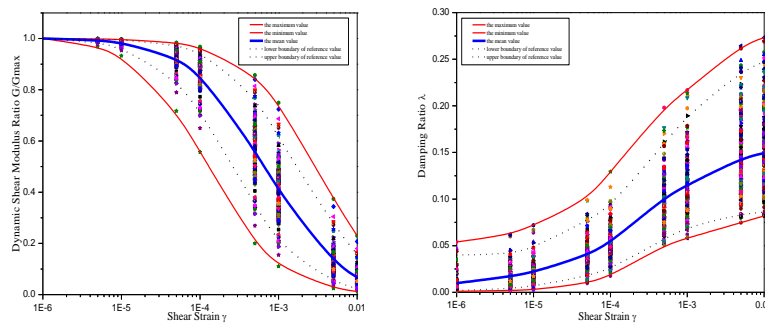 the maximum value
the minimum value
the mean value
lower boundary of reference value
upper boundary of reference value
Dynamic Shear Modulus Ratio G/Gmax
1.0
0.8
0.6
0.4
0.2
0.0
1E-6
1E-5
1E-4
1E-3
0.01
Shear Strain γ
the maximum value
the minimum value
the mean value
lower boundary of reference value
upper boundary of reference value
Damping Ratio λ
0.30
0.25
0.20
0.15
0.10
0.05
0.00
1E-6
1E-5
1E-4
1E-3
0.01
Shear Strain γ